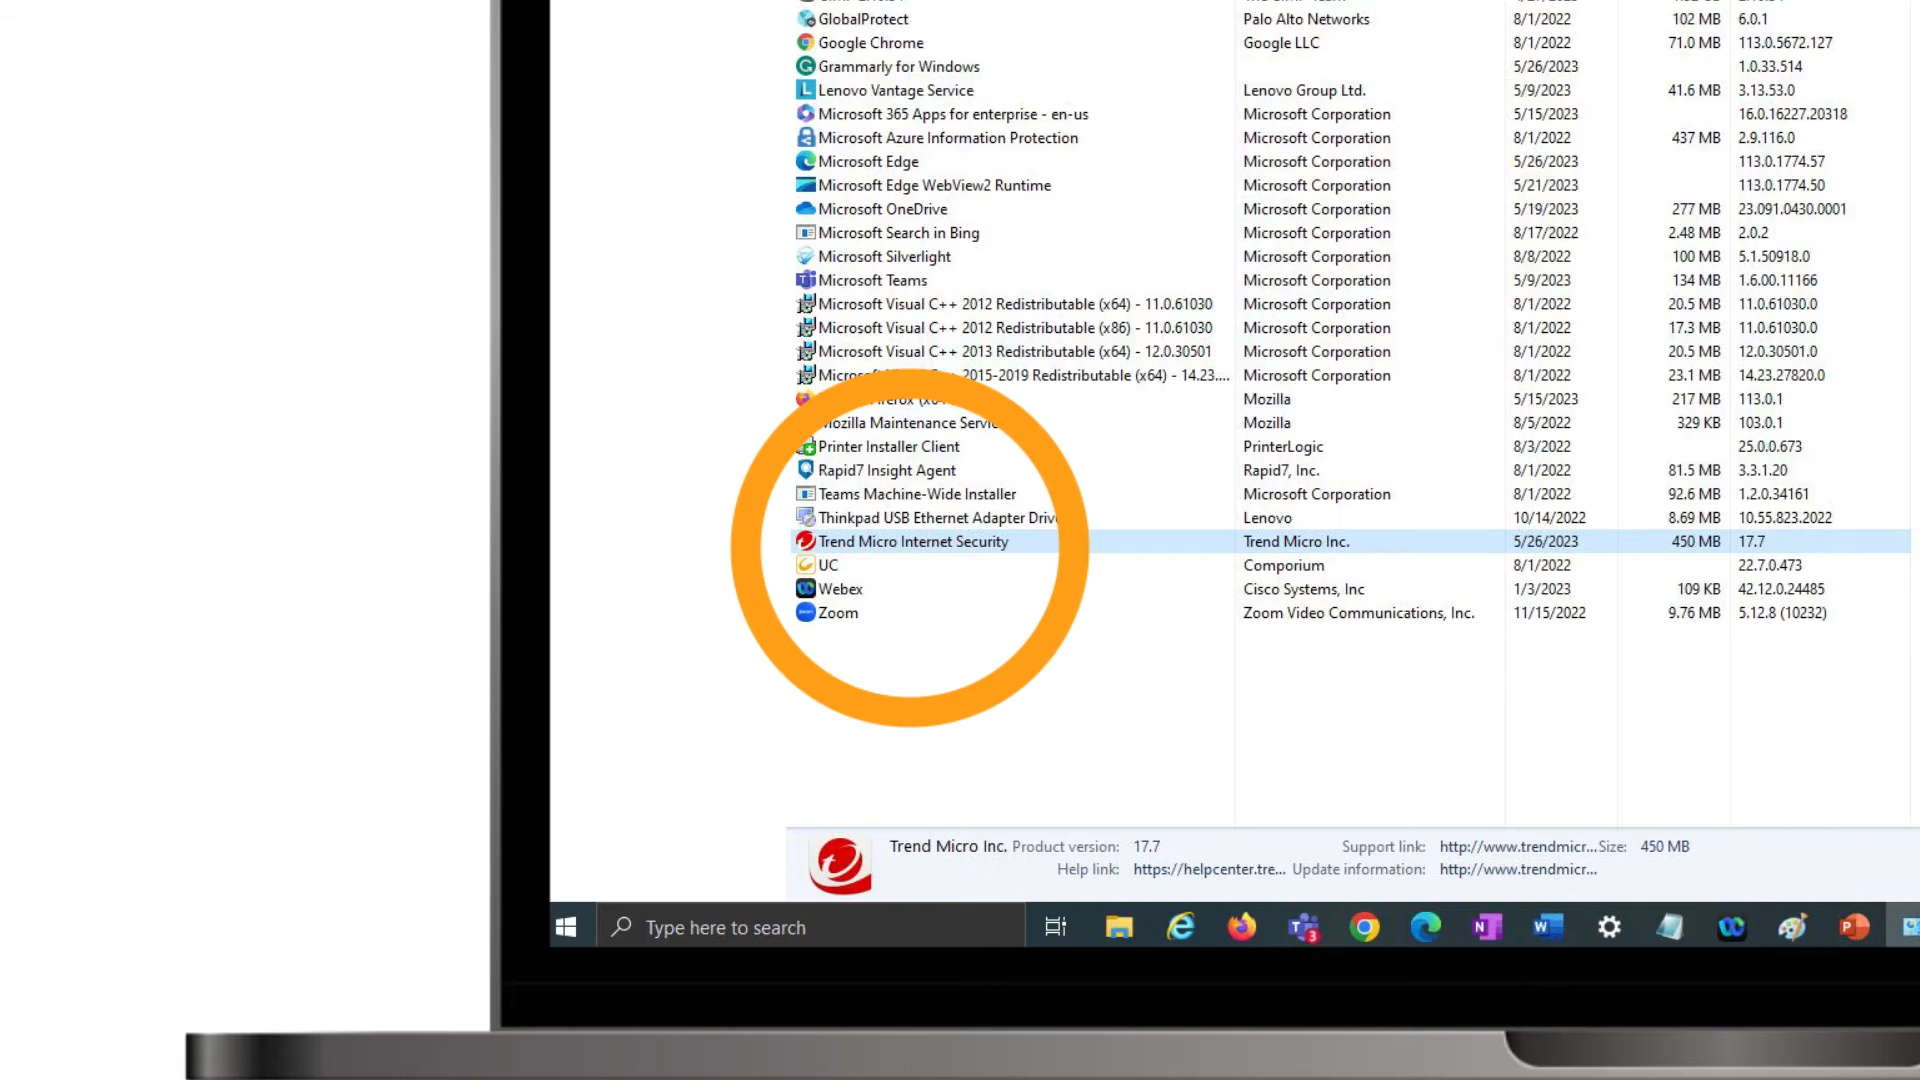 GlobalProtect Palo Alto Networks 8/1/2022 102 MB 6.0.1
Google Chrome Google LLC 8/1/2022 71.0 MB 113.0.5672.127
Grammarly for Windows 5/26/2023 1.0.33.514
Lenovo Vantage Service Lenovo Group Ltd. 5/9/2023 41.6 MB 3.13.53.0
Microsoft 365 Apps for enterprise - en-us Microsoft Corporation 5/15/2023 16.0.16227.20318
Microsoft Azure Information Protection Microsoft Corporation 8/1/2022 437 MB 2.9.116.0
Microsoft Edge Microsoft Corporation 5/26/2023 113.0.1774.57
Microsoft Edge WebView2 Runtime Microsoft Corporation 5/21/2023 113.0.1774.50
Microsoft OneDrive Microsoft Corporation 5/19/2023 277 MB 23.091.0430.0001
Microsoft Search in Bing Microsoft Corporation 8/17/2022 2.48 MB 2.0.2
Microsoft Silverlight Microsoft Corporation 8/8/2022 100 MB 5.1.50918.0
Microsoft Teams Microsoft Corporation 5/9/2023 134 MB 1.6.00.11166
Microsoft Visual C++ 2012 Redistributable (x64) - 11.0.61030 Microsoft Corporation 8/1/2022 20.5 MB 11.0.61030.0
Microsoft Visual C++ 2012 Redistributable (x86) - 11.0.61030 Microsoft Corporation 8/1/2022 17.3 MB 11.0.61030.0
Microsoft Visual C++ 2013 Redistributable (x64) - 12.0.30501 Microsoft Corporation 8/1/2022 20.5 MB 12.0.30501.0
2015-2019 Redistributable (x64) - 14.23.... Microsoft Corporation 8/1/2022 23.1 MB 14.23.27820.0
Mozilla 5/15/2023 217 MB 113.0.1
Mozilla Maintenance Servic Mozilla 8/5/2022 329 KB 103.0.1
Printer Installer Client PrinterLogic 8/3/2022 25.0.0.673
Rapid7 Insight Agent Rapid7, Inc. 8/1/2022 81.5 MB 3.3.1.20
Teams Machine-Wide Installer Microsoft Corporation 8/1/2022 92.6 MB 1.2.0.34161
Thinkpad USB Ethernet Adapter Driv Lenovo 10/14/2022 8.69 MB 10.55.823.2022
Trend Micro Internet Security Trend Micro Inc. 5/26/2023 450 MB 17.7
UC Comporium 8/1/2022 22.7.0.473
Webex Cisco Systems, Inc 1/3/2023 109 KB 42.12.0.24485
Zoom Zoom Video Communications, Inc. 11/15/2022 9.76 MB 5.12.8 (10232)
Trend Micro Inc. Product version: 17.7 Support link: http://www.trendmicr... Size: 450 MB
Help link: https://helpcenter.tre... Update information: http://www.trendmicr...
Type here to search